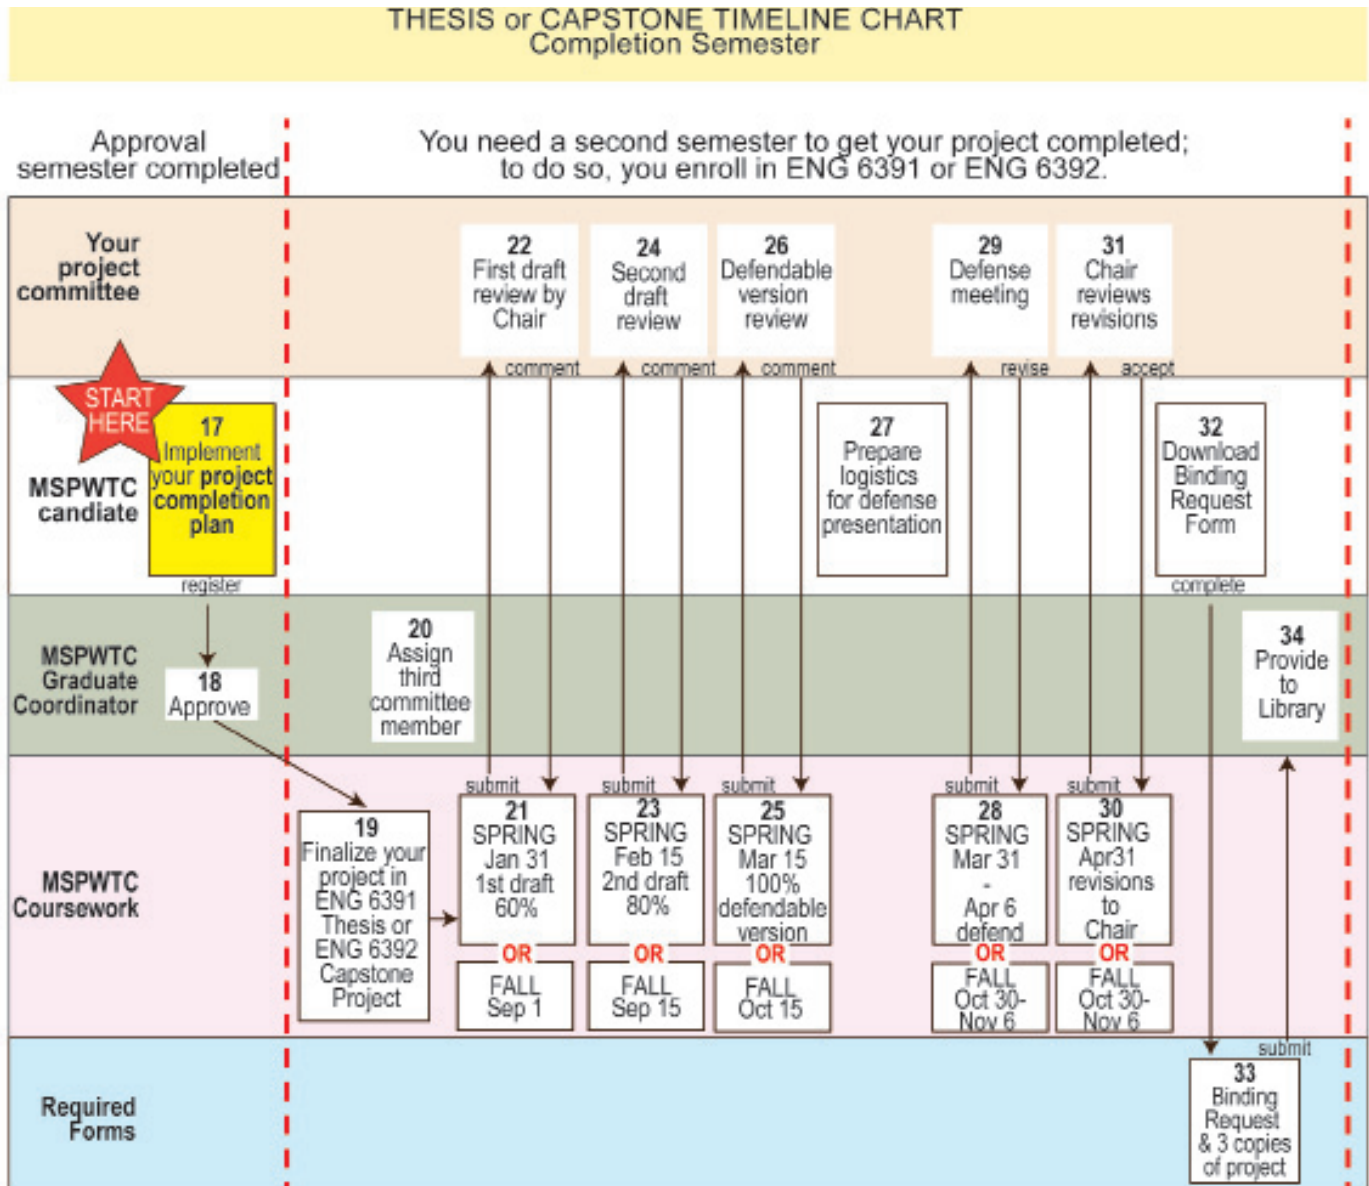 THESIS or CAPSTONE TIMELINE CHART
Completion Semester
Approval
semester completed
You need a second semester to get your project completed;
to do so, you enroll in ENG 6391 or ENG 6392.
Your
project
committee
22
First draft
review by
Chair
24
Second
draft
review
26
Defendable
version
review
29
Defense
meeting
31
Chair
reviews
revisions
comment
comment
comment
revise
accept
START
HERE
MSPWTC
candiate
17
Implement
your project
completion
plan
register
27
Prepare
logistics
for defense
presentation
32
Download
Binding
Request
Form
complete
MSPWTC
Graduate
Coordinator
18
Approve
20
Assign
third
committee
member
34
Provide
to
Library
MSPWTC
Coursework
19
Finalize your
project in
ENG 6391
Thesis or
ENG 6392
Capstone
Project
submit
21
SPRING
Jan 31
1st draft
60%
OR
FALL
Sep 1
submit
23
SPRING
Feb 15
2nd draft
80%
OR
FALL
Sep 15
submit
25
SPRING
Mar 15
100%
defendable
version
OR
FALL
Oct 15
submit
28
SPRING
Mar 31
-
Apr 6
defend
OR
FALL
Oct 30-
Nov 6
submit
30
SPRING
Apr31
revisions
to
Chair
OR
FALL
Oct 30-
Nov 6
Required
Forms
submit
33
Binding
Request
& 3 copies
of project